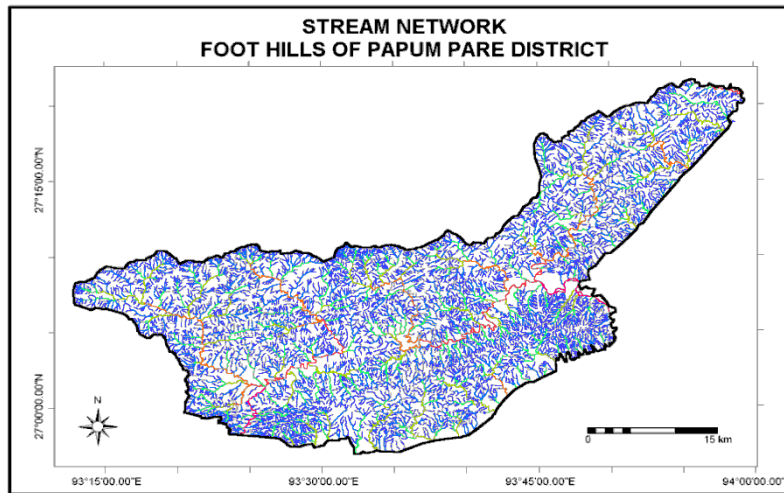 STREAM NETWORK
FOOT HILLS OF PAPUM PARE DISTRICT
27°15'00.00"N
27°00'00.00"N
N
0 15 km
93°15'00.00"E 93°30'00.00"E 93°45'00.00"E 94°00'00.00"E